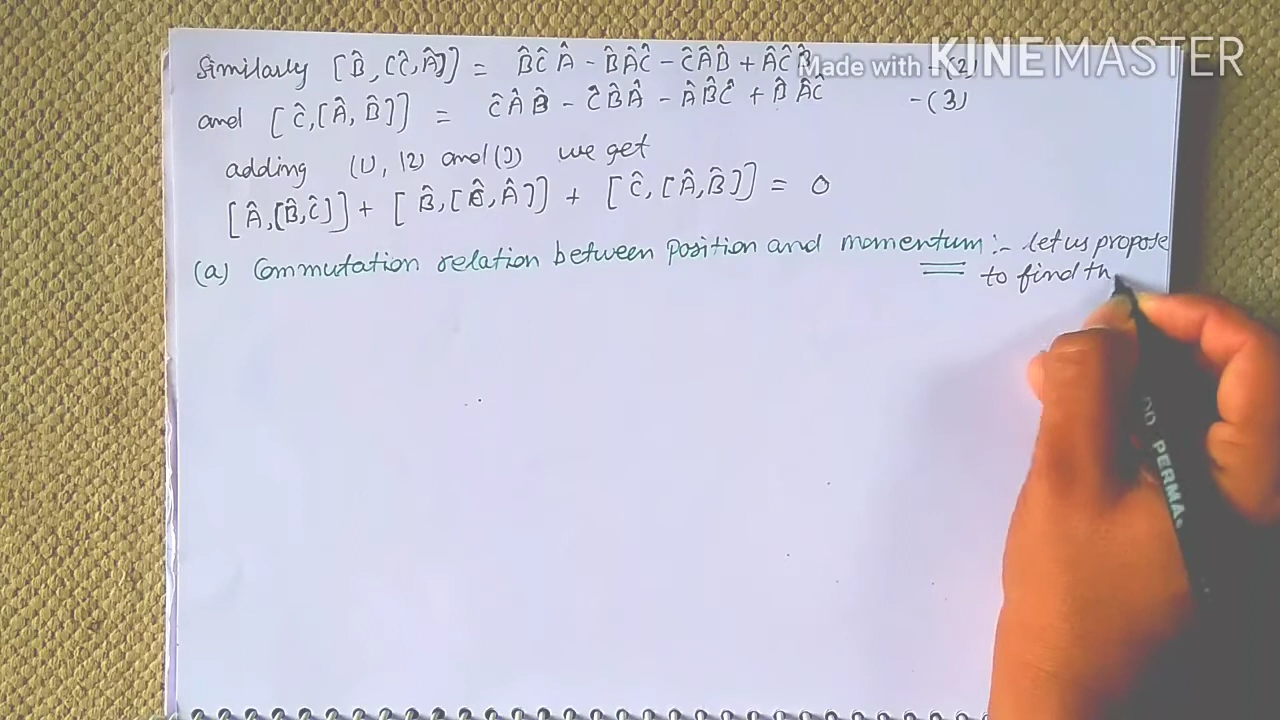 Similarly [B̂, [Ĉ, Â]] = B̂ĈÂ - B̂ÂĈ - ĈÂB̂ + ÂĈB̂ -(2)
Made with KINEMASTER
and [Ĉ, [Â, B̂]] = ĈÂB̂ - ĈB̂Â - ÂB̂Ĉ + B̂ÂĈ -(3)
adding (1), (2) and (3) we get
[Â, [B̂, Ĉ]] + [B̂, [Ĉ, Â]] + [Ĉ, [Â, B̂]] = 0
(a) Commutation relation between position and momentum :- let us propose
to find th
PERMA